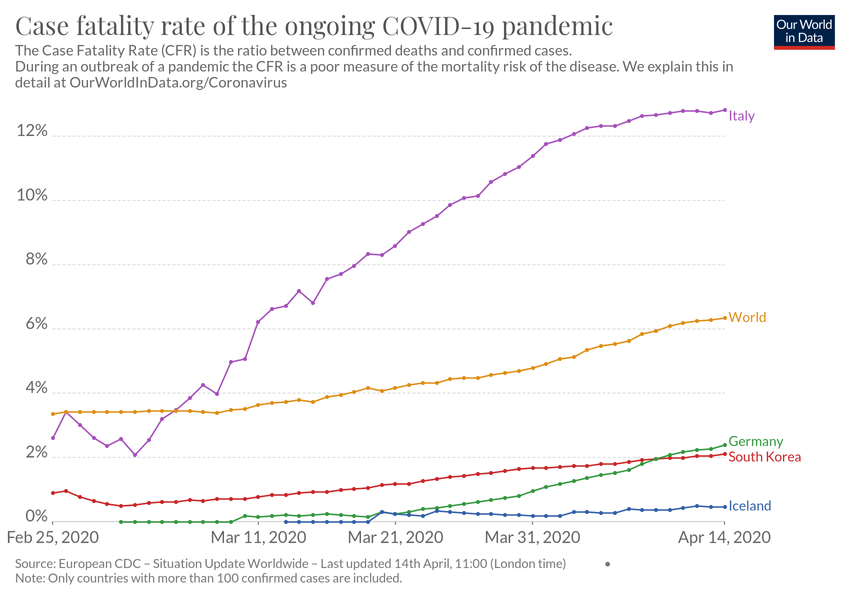 Case fatality rate of the ongoing COVID-19 pandemic
Our World
in Data
The Case Fatality Rate (CFR) is the ratio between confirmed deaths and confirmed cases.
During an outbreak of a pandemic the CFR is a poor measure of the mortality risk of the disease. We explain this in
detail at OurWorldInData.org/Coronavirus
12%
10%
8%
6%
4%
2%
0%
Italy
World
Germany
South Korea
Iceland
Feb 25, 2020
Mar 11, 2020
Mar 21, 2020
Mar 31, 2020
Apr 14, 2020
Source: European CDC – Situation Update Worldwide – Last updated 14th April, 11:00 (London time)
Note: Only countries with more than 100 confirmed cases are included.